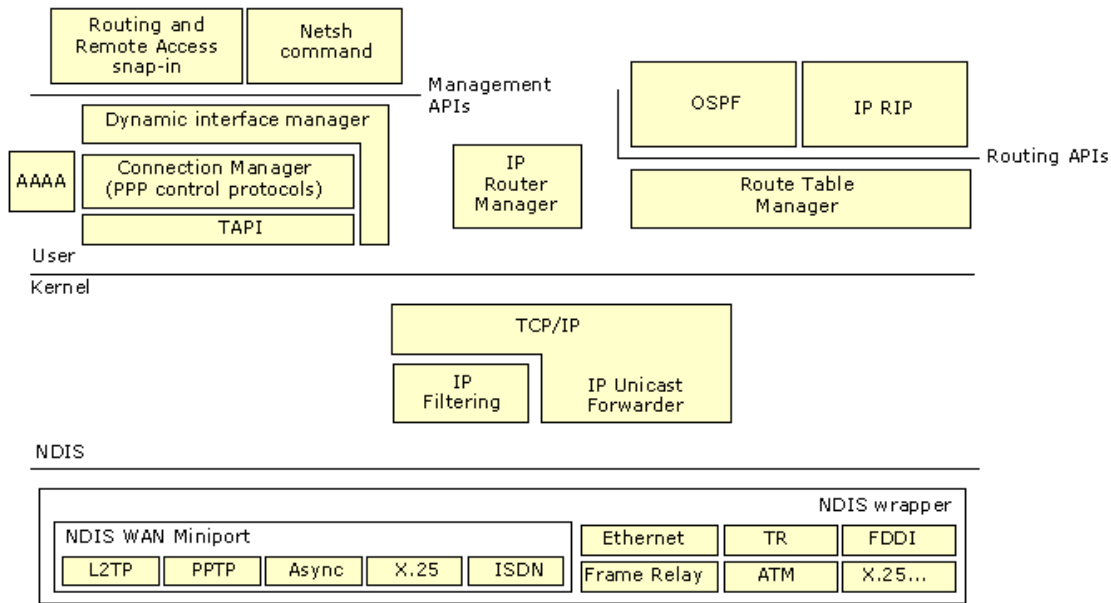 Routing and
Remote Access
snap-in
Netsh
command
Management
APIs
OSPF
IP RIP
Routing APIs
Dynamic interface manager
AAAA
Connection Manager
(PPP control protocols)
TAPI
IP
Router
Manager
Route Table
Manager
User
Kernel
TCP/IP
IP
Filtering
IP Unicast
Forwarder
NDIS
NDIS wrapper
NDIS WAN Miniport
L2TP
PPTP
Async
X.25
ISDN
Ethernet
TR
FDDI
Frame Relay
ATM
X.25...